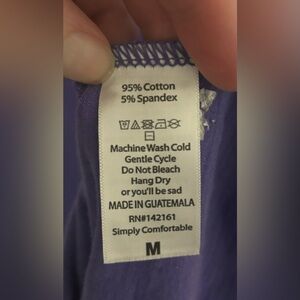 95% Cotton
5% Spandex
Machine Wash Cold
Gentle Cycle
Do Not Bleach
Hang Dry
or you'll be sad
MADE IN GUATEMALA
RN#142161
Simply Comfortable
M